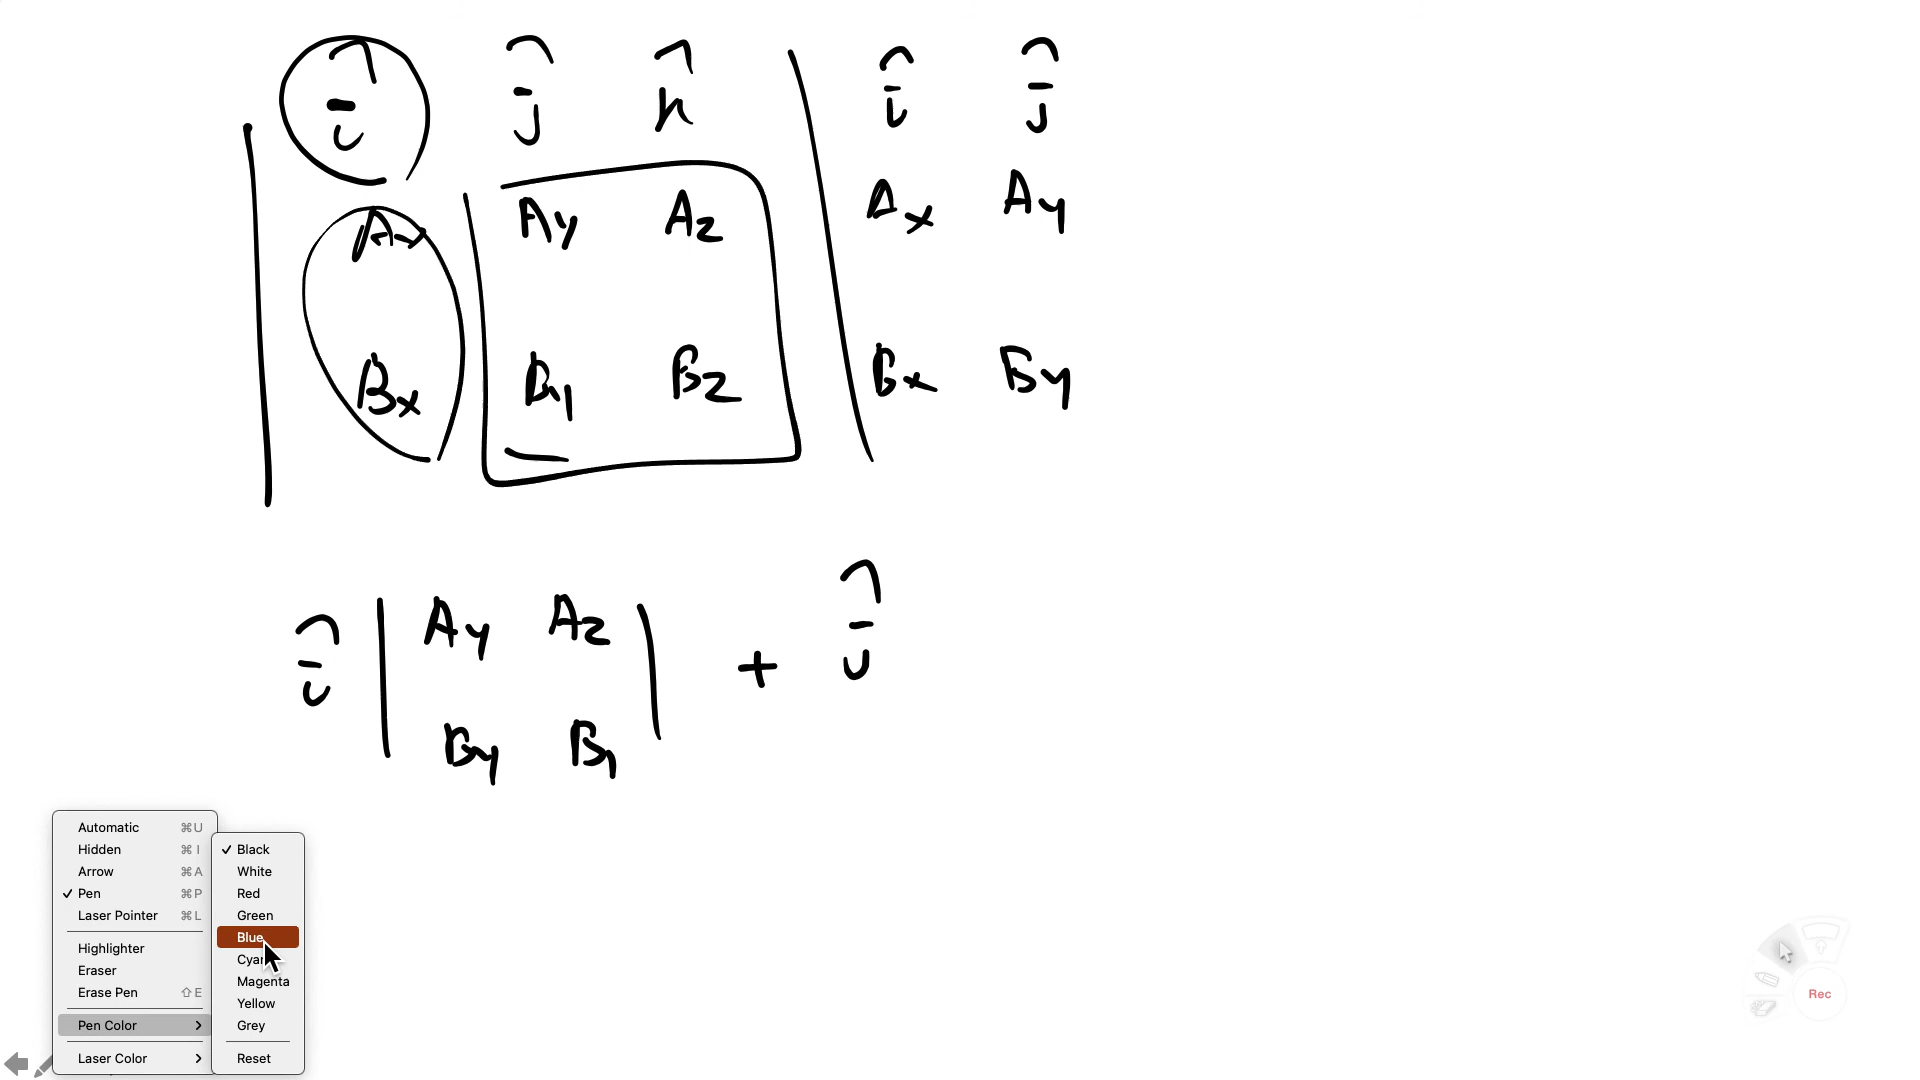 î ĵ k̂ î ĵ
Ax Ay Az Ax Ay
Bx By Bz Bx By
î | Ay Az | + ĵ
By B
Automatic ⌘U
Hidden ⌘I
Arrow ⌘A
✓ Pen ⌘P
Laser Pointer ⌘L
Highlighter
Eraser
Erase Pen ⇧E
Pen Color >
Laser Color >
✓ Black
White
Red
Green
Blue
Cyan
Magenta
Yellow
Grey
Reset
Rec